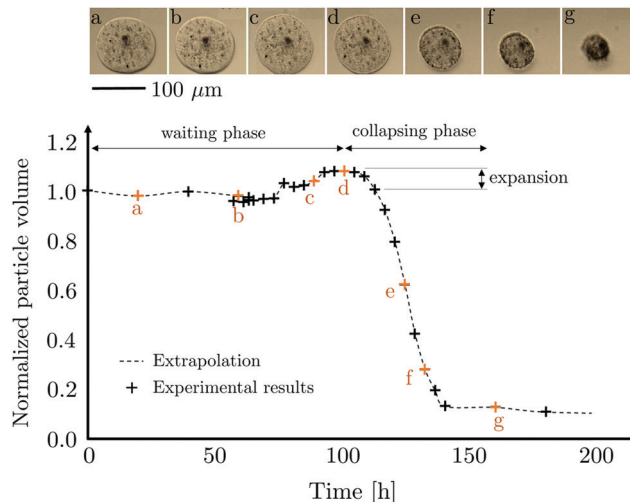 a b c d e f g
100 μm
waiting phase collapsing phase
expansion
Normalized particle volume
1.2
1.0
0.8
0.6
0.4
0.2
0.0
a
b
c
d
e
f
g
Extrapolation
Experimental results
0 50 100 150 200
Time [h]